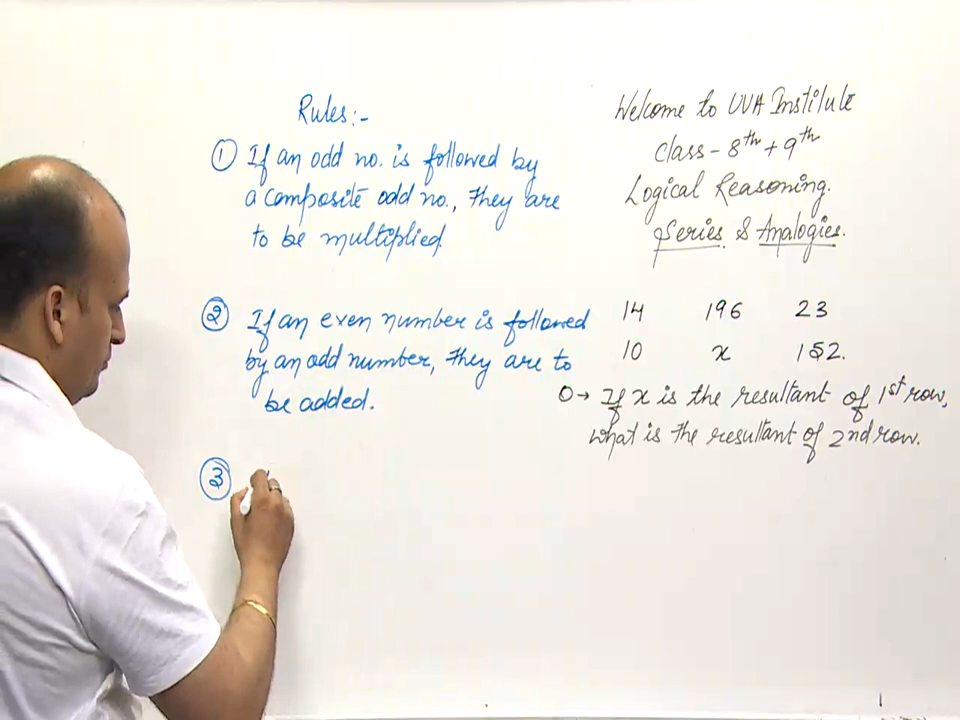 Rules:-
① If an odd no. is followed by
a composite odd no., They are
to be multiplied
② If an even number is followed
by an odd number, They are to
be added.
③
Welcome to UVA Institute
Class - 8th + 9th
Logical Reasoning.
Series & Analogies.
14 196 23
10 x 152.
Q → If x is the resultant of 1st row,
what is the resultant of 2nd row.